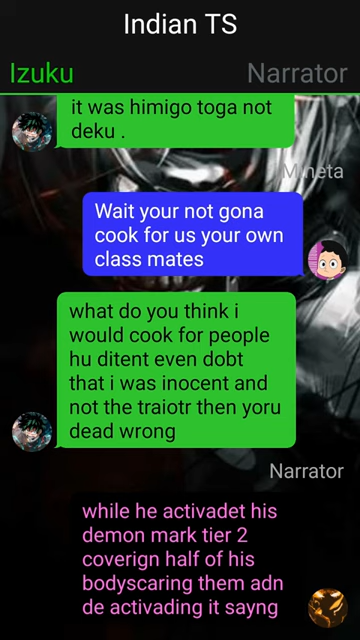 Indian TS
Izuku
Narrator
it was himigo toga not
deku .
Mineta
Wait your not gona
cook for us your own
class mates
what do you think i
would cook for people
hu ditent even dobt
that i was inocent and
not the traiotr then yoru
dead wrong
Narrator
while he activadet his
demon mark tier 2
coverign half of his
bodyscaring them adn
de activading it sayng